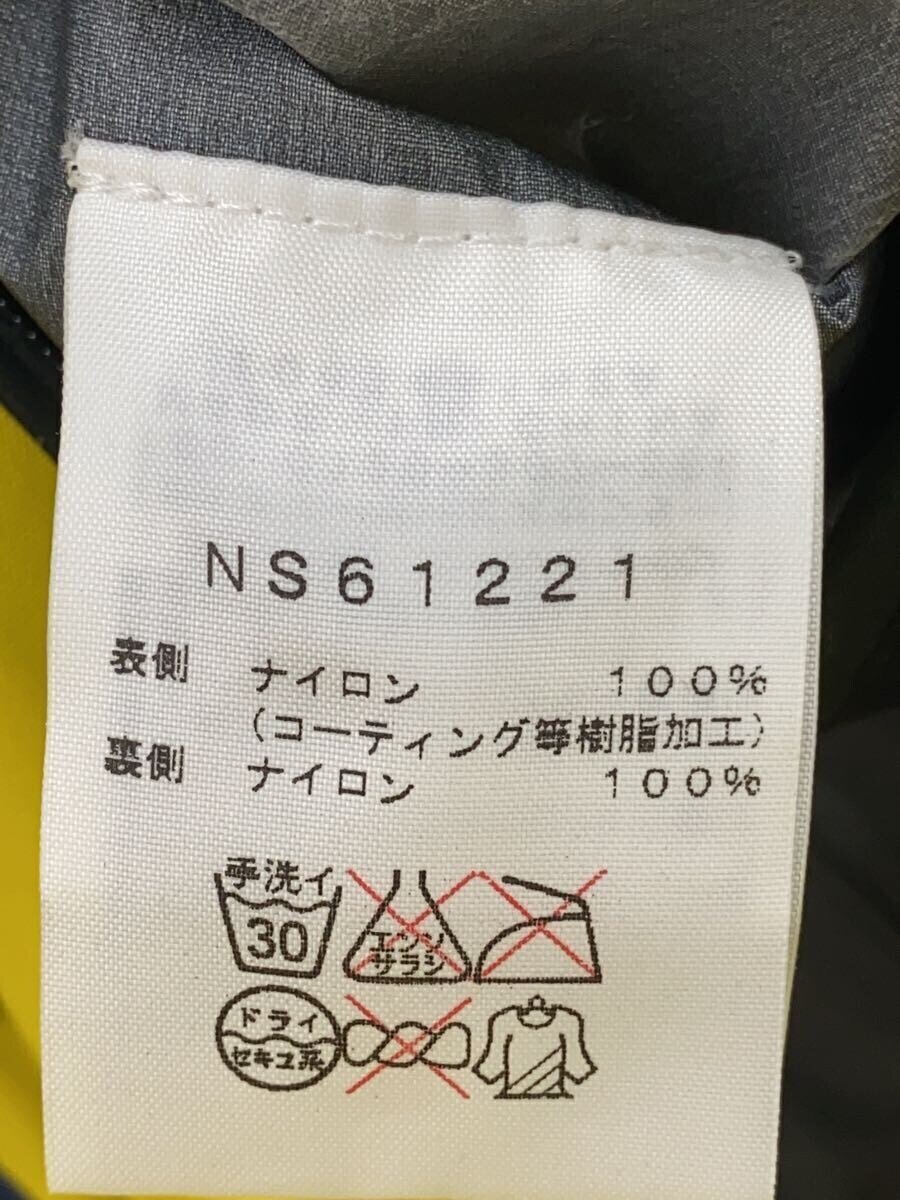 NS61221
表側 ナイロン 100%
(コーティング等樹脂加工)
裏側 ナイロン 100%
手洗イ
30
エンソ
サラシ
ドライ
セキユ系